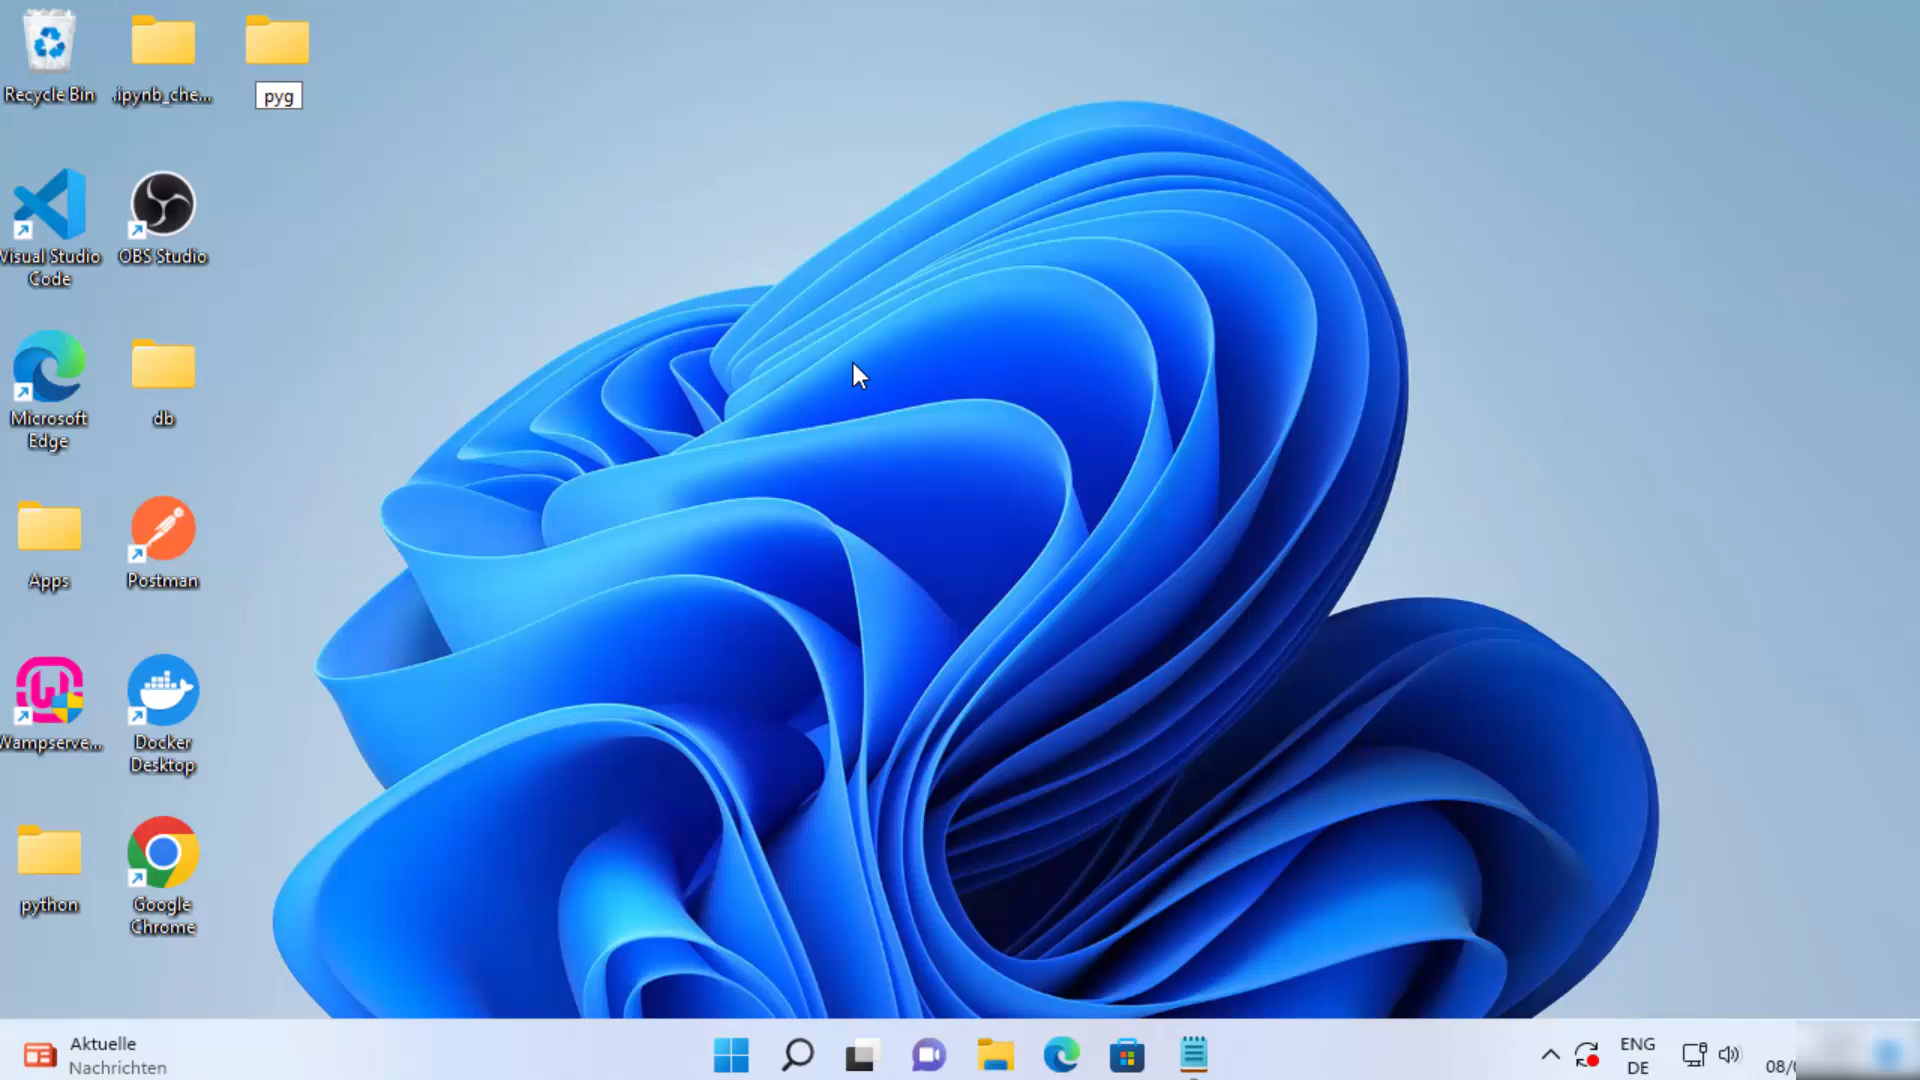 Recycle Bin
.ipynb_che...
pyg
Visual Studio
Code
OBS Studio
Microsoft
Edge
db
Apps
Postman
Wampserve...
Docker
Desktop
python
Google
Chrome
Aktuelle
Nachrichten
ENG
DE